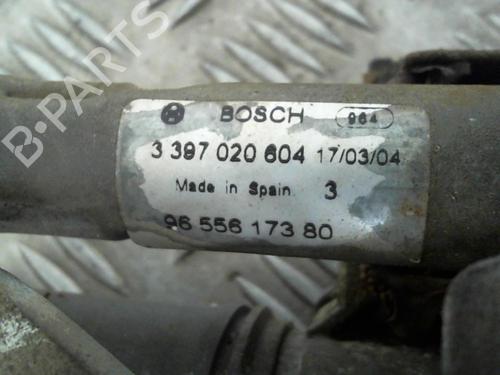 B-PARTS
BOSCH 964
3 397 020 604 17/03/04
Made in Spain 3
96 556 173 80